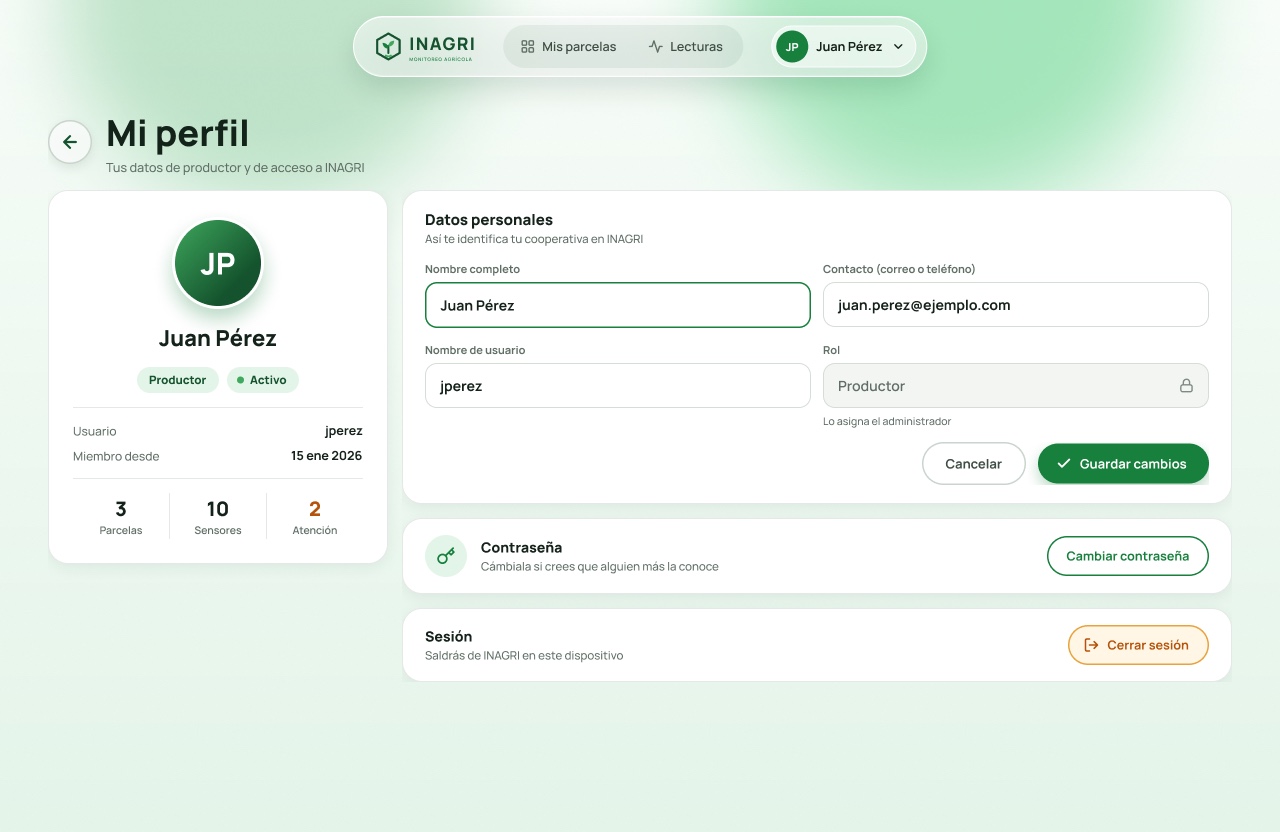 INAGRI
MONITOREO AGRÍCOLA
Mis parcelas
Lecturas
JP
Juan Pérez
Mi perfil
Tus datos de productor y de acceso a INAGRI
JP
Juan Pérez
Productor
Activo
Usuario jperez
Miembro desde 15 ene 2026
3 10 2
Parcelas Sensores Atención
Datos personales
Así te identifica tu cooperativa en INAGRI
Nombre completo Contacto (correo o teléfono)
Juan Pérez juan.perez@ejemplo.com
Nombre de usuario Rol
jperez Productor
Lo asigna el administrador
Cancelar Guardar cambios
Contraseña
Cámbiala si crees que alguien más la conoce
Cambiar contraseña
Sesión
Saldrás de INAGRI en este dispositivo
Cerrar sesión